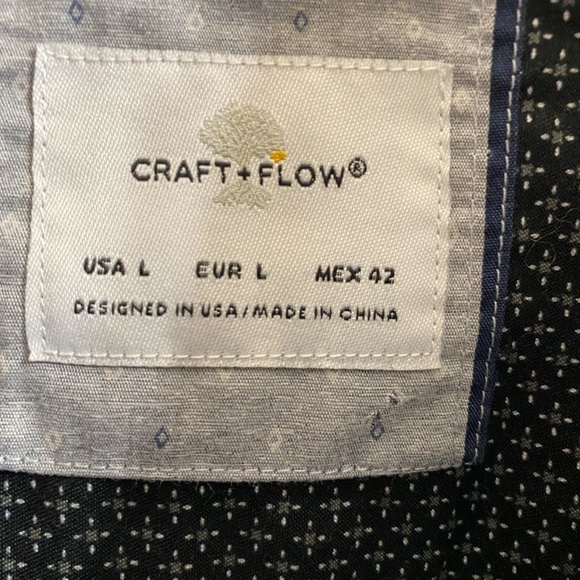 CRAFT+FLOW®
USA L EUR L MEX 42
DESIGNED IN USA/MADE IN CHINA